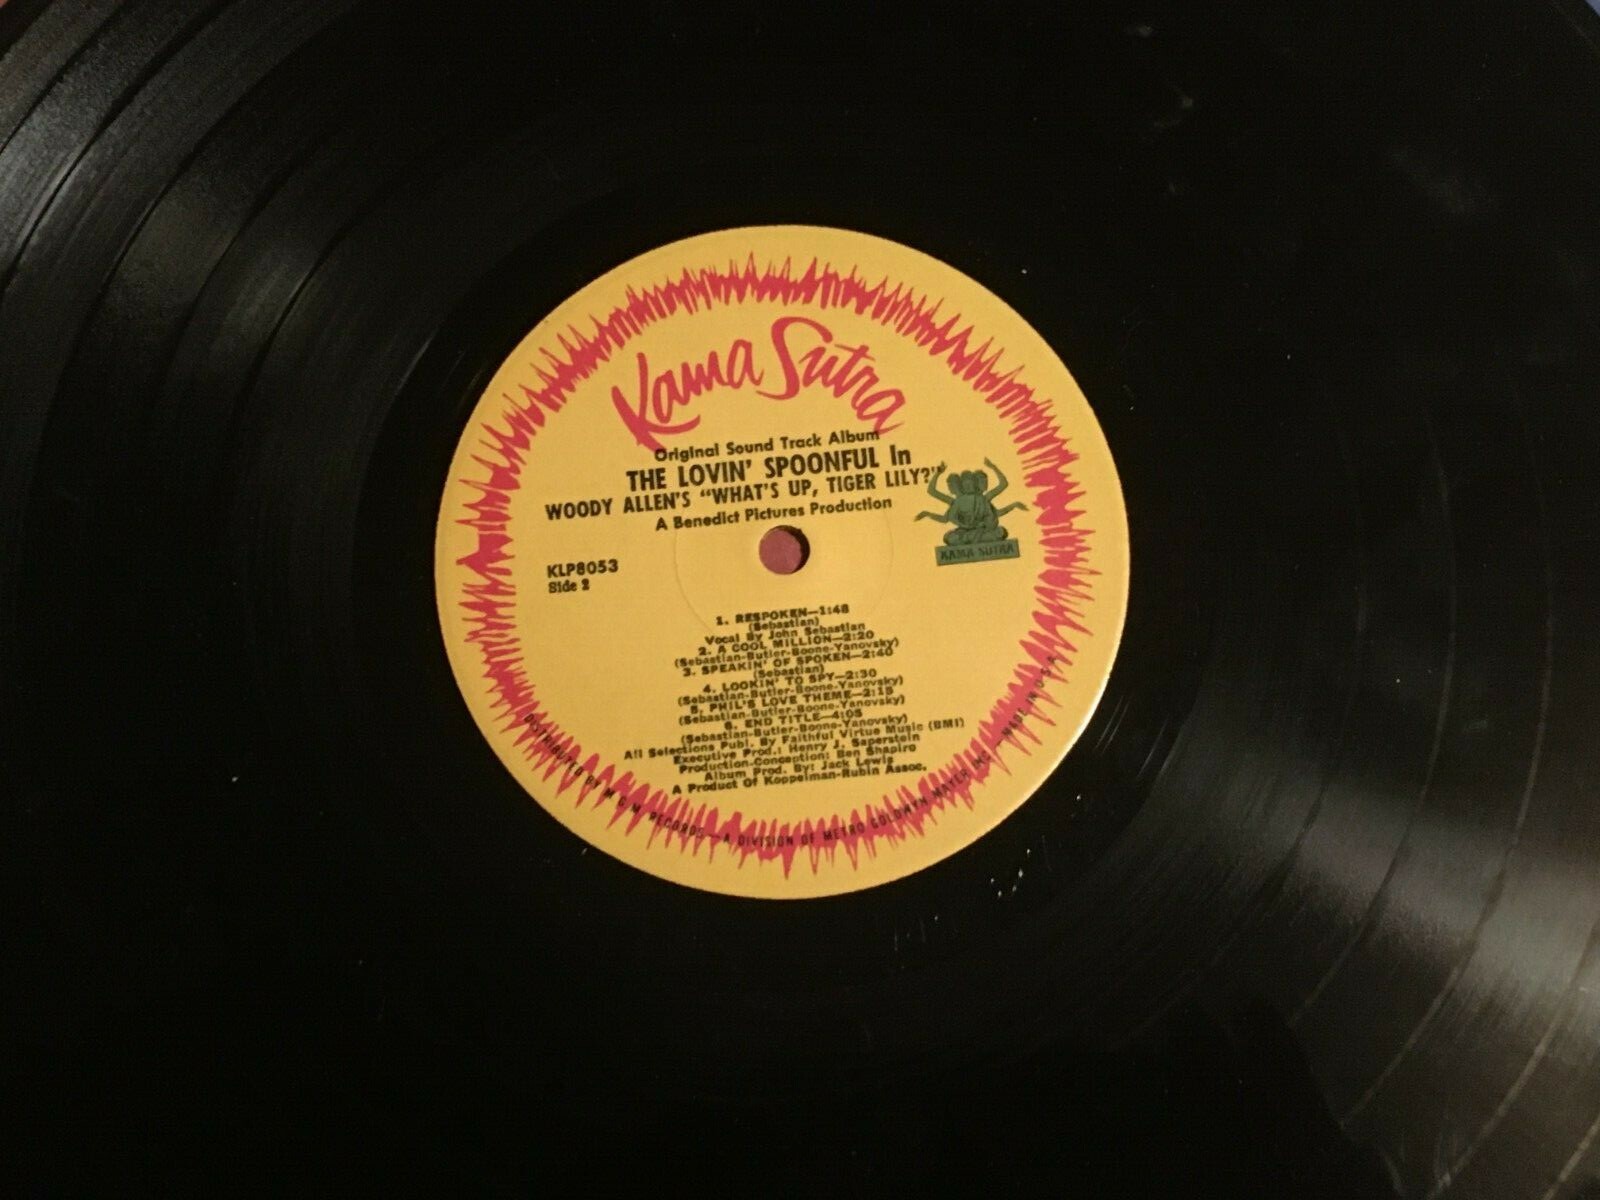 Kama Sutra
Original Sound Track Album
THE LOVIN' SPOONFUL In
WOODY ALLEN'S "WHAT'S UP, TIGER LILY?"
A Benedict Pictures Production
KAMA SUTRA
KLP8053
Side 2
1. RESPOKEN—1:48
(Sebastian)
Vocal By John Sebastian
2. A COOL MILLION—2:20
(Sebastian-Butler-Boone-Yanovsky)
3. SPEAKIN' OF SPOKEN—2:40
(Sebastian)
4. LOOKIN' TO SPY—2:30
(Sebastian-Butler-Boone-Yanovsky)
5. PHIL'S LOVE THEME—2:15
(Sebastian-Butler-Boone-Yanovsky)
6. END TITLE—4:05
(Sebastian-Butler-Boone-Yanovsky)
All Selections Publ. By Faithful Virtue Music (BMI)
Executive Prod.: Henry J. Saperstein
Production-Conception: Ben Shapiro
Album Prod. By: Jack Lewis
A Product Of Koppelman-Rubin Assoc.
DISTRIBUTED BY M G M RECORDS—A DIVISION OF METRO GOLDWYN MAYER INC.—MADE IN U.S.A.